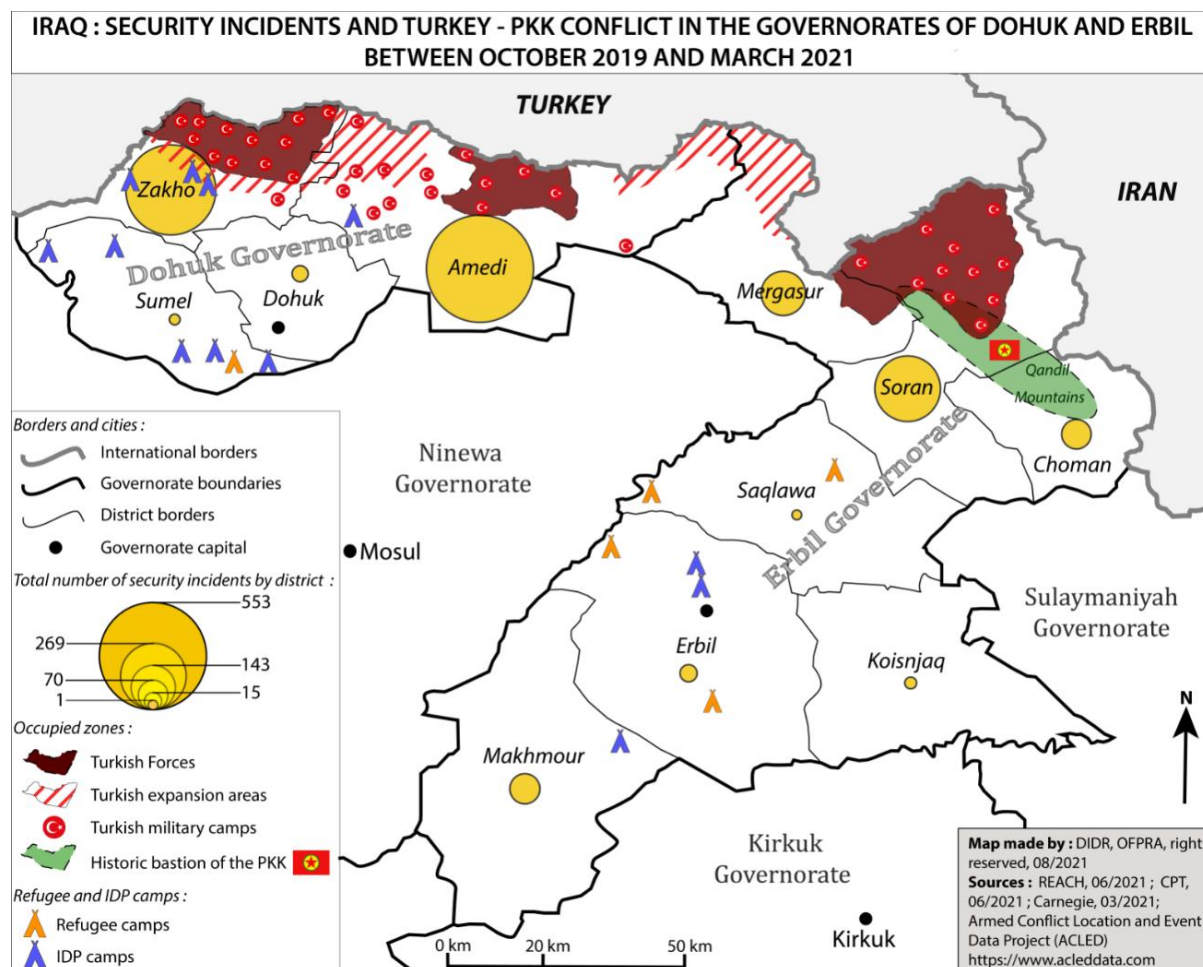 IRAQ : SECURITY INCIDENTS AND TURKEY - PKK CONFLICT IN THE GOVERNORATES OF DOHUK AND ERBIL
BETWEEN OCTOBER 2019 AND MARCH 2021
TURKEY
IRAN
Zakho
Dohuk Governorate
Amedi
Sumel
Dohuk
Mergasur
Qandil
Mountains
Soran
Choman
Ninewa
Governorate
Saqlawa
Erbil Governorate
Mosul
Sulaymaniyah
Governorate
Erbil
Koisnjaq
Makhmour
Kirkuk
Governorate
Kirkuk
N
0 km
20 km
50 km
Borders and cities :
International borders
Governorate boundaries
District borders
Governorate capital
Total number of security incidents by district :
553
269
143
70
15
1
Occupied zones :
Turkish Forces
Turkish expansion areas
Turkish military camps
Historic bastion of the PKK
Refugee and IDP camps :
Refugee camps
IDP camps
Map made by : DIDR, OFPRA, right
reserved, 08/2021
Sources : REACH, 06/2021 ; CPT,
06/2021 ; Carnegie, 03/2021;
Armed Conflict Location and Event
Data Project (ACLED)
https://www.acleddata.com